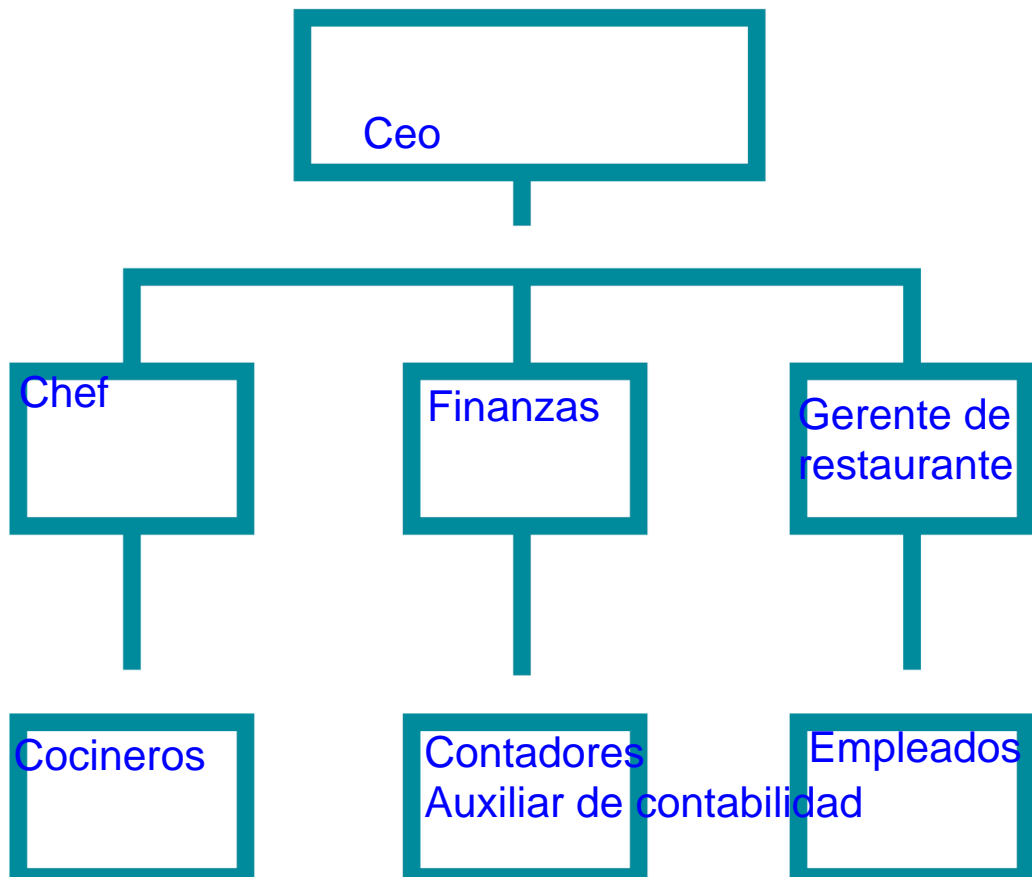 Ceo
Chef
Finanzas
Gerente de
restaurante
Cocineros
Contadores
Auxiliar de contabilidad
Empleados